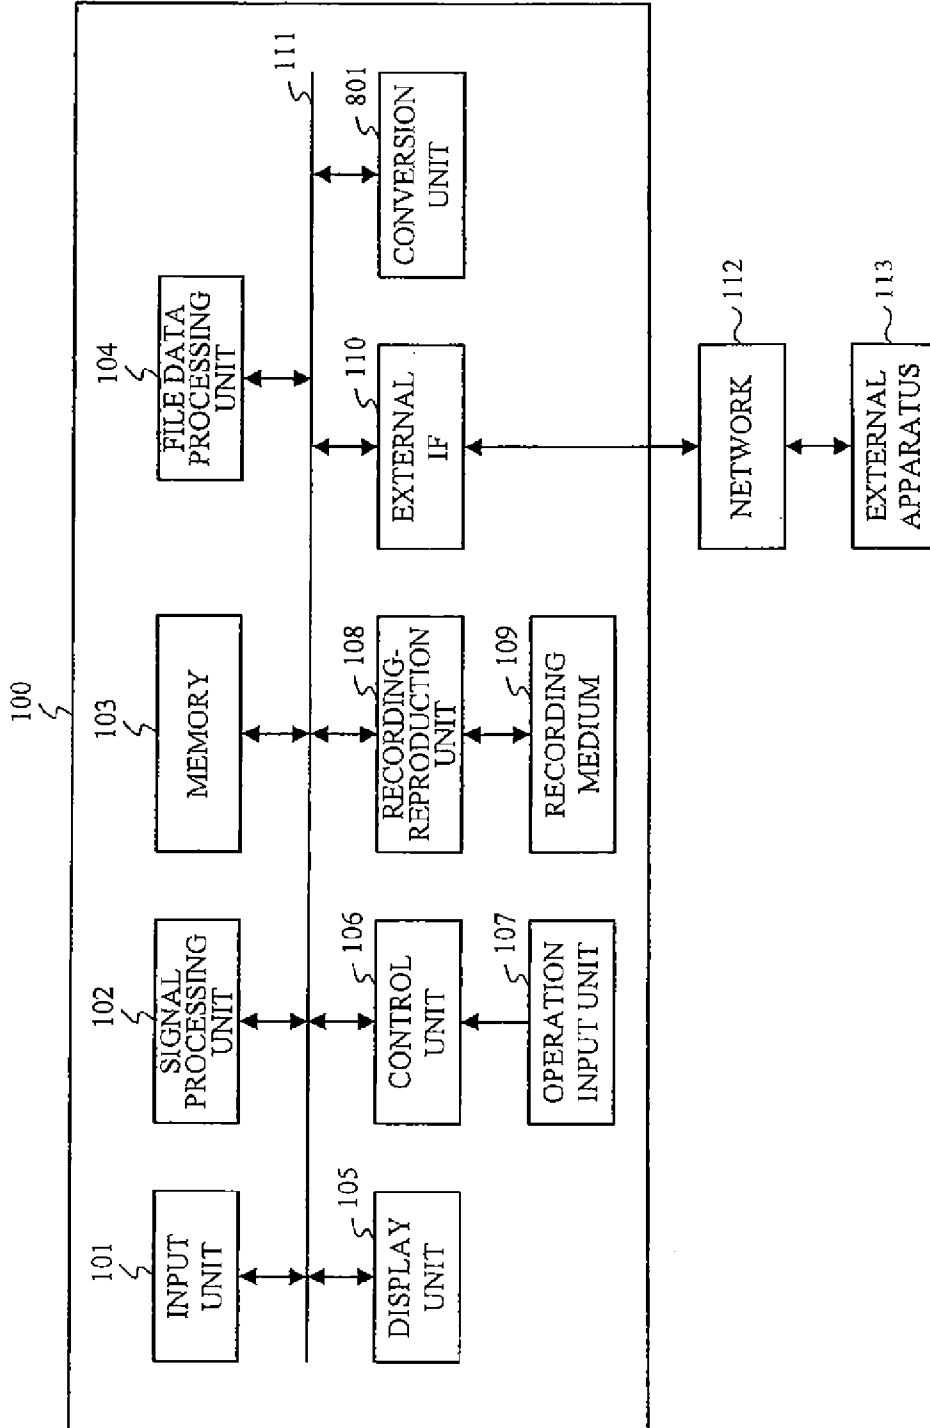 100
101
INPUT
UNIT
102
SIGNAL
PROCESSING
UNIT
103
MEMORY
104
FILE DATA
PROCESSING
UNIT
111
105
DISPLAY
UNIT
106
CONTROL
UNIT
108
RECORDING-
REPRODUCTION
UNIT
110
EXTERNAL
IF
801
CONVERSION
UNIT
107
OPERATION
INPUT UNIT
109
RECORDING
MEDIUM
112
NETWORK
113
EXTERNAL
APPARATUS